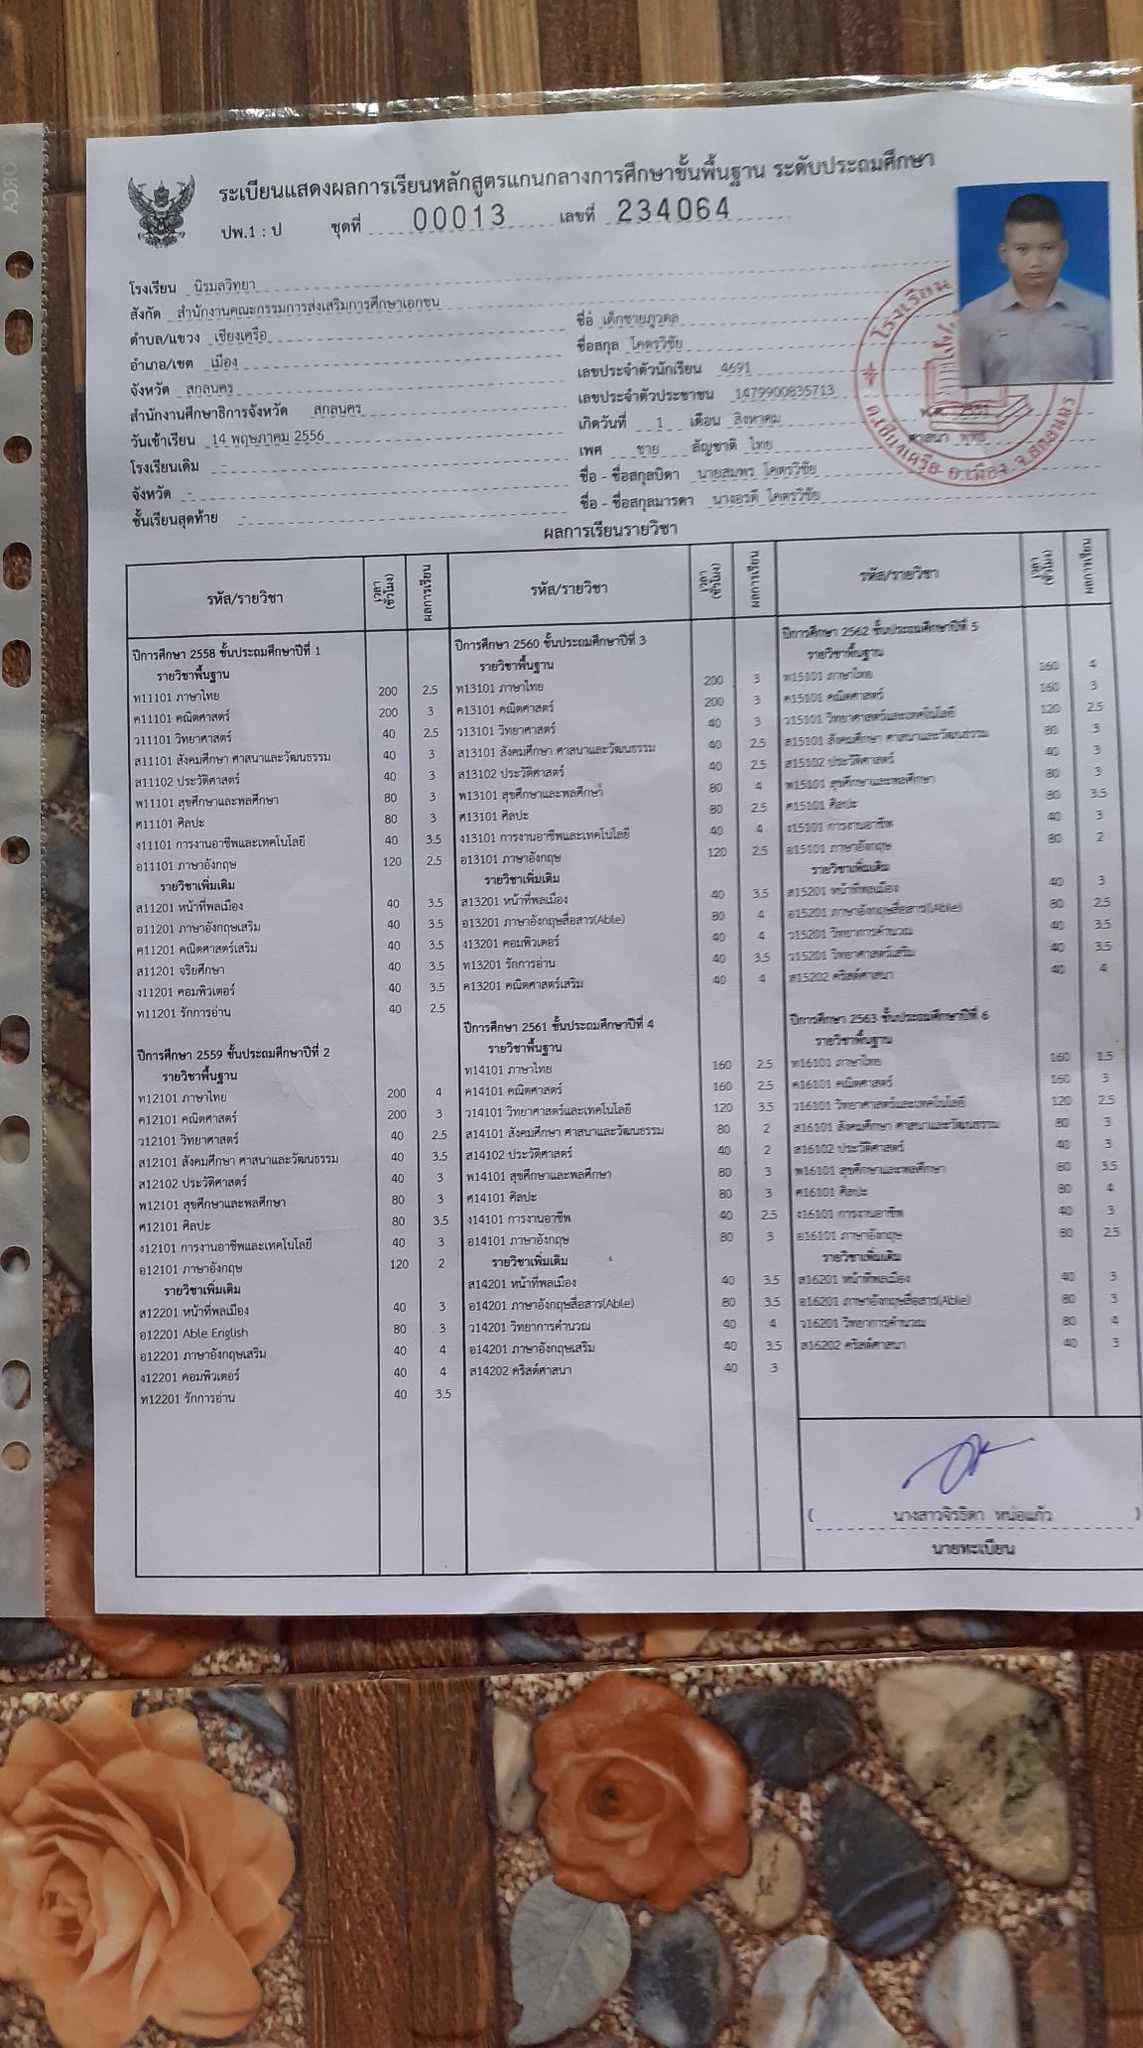 ระเบียนแสดงผลการเรียนหลักสูตรแกนกลางการศึกษาขั้นพื้นฐาน ระดับประถมศึกษา
ปพ.1 : ป ชุดที่ 00013 เลขที่ 234064
โรงเรียน นิรมลวิทยา
สังกัด สำนักงานคณะกรรมการส่งเสริมการศึกษาเอกชน
ตำบล/แขวง เชียงเครือ
อำเภอ/เขต เมือง
จังหวัด สกลนคร
สำนักงานศึกษาธิการจังหวัด สกลนคร
วันเข้าเรียน 14 พฤษภาคม 2556
โรงเรียนเดิม -
จังหวัด -
ชั้นเรียนสุดท้าย -
ชื่อ เด็กชายภูวดล
ชื่อสกุล โคตรวิชัย
เลขประจำตัวนักเรียน 4691
เลขประจำตัวประชาชน 1479900835713
เกิดวันที่ 1 เดือน สิงหาคม พ.ศ. 2551
เพศ ชาย สัญชาติ ไทย ศาสนา พุทธ
ชื่อ - ชื่อสกุลบิดา นายสมพร โคตรวิชัย
ชื่อ - ชื่อสกุลมารดา นางอรดี โคตรวิชัย
ผลการเรียนรายวิชา
รหัส/รายวิชา เวลา (ชั่วโมง) ผลการเรียน
ปีการศึกษา 2558 ชั้นประถมศึกษาปีที่ 1
รายวิชาพื้นฐาน
ท11101 ภาษาไทย 200 2.5
ค11101 คณิตศาสตร์ 200 3
ว11101 วิทยาศาสตร์ 40 2.5
ส11101 สังคมศึกษา ศาสนาและวัฒนธรรม 40 3
ส11102 ประวัติศาสตร์ 40 3
พ11101 สุขศึกษาและพลศึกษา 80 3
ศ11101 ศิลปะ 80 3
ง11101 การงานอาชีพและเทคโนโลยี 40 3.5
อ11101 ภาษาอังกฤษ 120 2.5
รายวิชาเพิ่มเติม
ส11201 หน้าที่พลเมือง 40 3.5
อ11201 ภาษาอังกฤษเสริม 40 3.5
ค11201 คณิตศาสตร์เสริม 40 3.5
ส11201 จริยศึกษา 40 3.5
ง11201 คอมพิวเตอร์ 40 3.5
ท11201 รักการอ่าน 40 2.5
ปีการศึกษา 2559 ชั้นประถมศึกษาปีที่ 2
รายวิชาพื้นฐาน
ท12101 ภาษาไทย 200 4
ค12101 คณิตศาสตร์ 200 3
ว12101 วิทยาศาสตร์ 40 2.5
ส12101 สังคมศึกษา ศาสนาและวัฒนธรรม 40 3.5
ส12102 ประวัติศาสตร์ 40 3
พ12101 สุขศึกษาและพลศึกษา 80 3
ศ12101 ศิลปะ 80 3.5
ง12101 การงานอาชีพและเทคโนโลยี 40 3
อ12101 ภาษาอังกฤษ 120 2
รายวิชาเพิ่มเติม
ส12201 หน้าที่พลเมือง 40 3
อ12201 Able English 80 3
อ12201 ภาษาอังกฤษเสริม 40 4
ง12201 คอมพิวเตอร์ 40 4
ท12201 รักการอ่าน 40 3.5
รหัส/รายวิชา เวลา (ชั่วโมง) ผลการเรียน
ปีการศึกษา 2560 ชั้นประถมศึกษาปีที่ 3
รายวิชาพื้นฐาน
ท13101 ภาษาไทย 200 3
ค13101 คณิตศาสตร์ 200 3
ว13101 วิทยาศาสตร์ 40 3
ส13101 สังคมศึกษา ศาสนาและวัฒนธรรม 40 2.5
ส13102 ประวัติศาสตร์ 40 2.5
พ13101 สุขศึกษาและพลศึกษา 80 4
ศ13101 ศิลปะ 80 2.5
ง13101 การงานอาชีพและเทคโนโลยี 40 4
อ13101 ภาษาอังกฤษ 120 2.5
รายวิชาเพิ่มเติม
ส13201 หน้าที่พลเมือง 40 3.5
อ13201 ภาษาอังกฤษสื่อสาร(Able) 80 4
ง13201 คอมพิวเตอร์ 40 4
ท13201 รักการอ่าน 40 3.5
ค13201 คณิตศาสตร์เสริม 40 4
ปีการศึกษา 2561 ชั้นประถมศึกษาปีที่ 4
รายวิชาพื้นฐาน
ท14101 ภาษาไทย 160 2.5
ค14101 คณิตศาสตร์ 160 2.5
ว14101 วิทยาศาสตร์และเทคโนโลยี 120 3.5
ส14101 สังคมศึกษา ศาสนาและวัฒนธรรม 80 2
ส14102 ประวัติศาสตร์ 40 2
พ14101 สุขศึกษาและพลศึกษา 80 3
ศ14101 ศิลปะ 80 3
ง14101 การงานอาชีพ 40 2.5
อ14101 ภาษาอังกฤษ 80 3
รายวิชาเพิ่มเติม
ส14201 หน้าที่พลเมือง 40 3.5
อ14201 ภาษาอังกฤษสื่อสาร(Able) 80 3.5
ว14201 วิทยาการคำนวณ 40 4
อ14201 ภาษาอังกฤษเสริม 40 3.5
ส14202 คริสต์ศาสนา 40 3
รหัส/รายวิชา เวลา (ชั่วโมง) ผลการเรียน
ปีการศึกษา 2562 ชั้นประถมศึกษาปีที่ 5
รายวิชาพื้นฐาน
ท15101 ภาษาไทย 160 4
ค15101 คณิตศาสตร์ 160 3
ว15101 วิทยาศาสตร์และเทคโนโลยี 120 2.5
ส15101 สังคมศึกษา ศาสนาและวัฒนธรรม 80 3
ส15102 ประวัติศาสตร์ 40 3
พ15101 สุขศึกษาและพลศึกษา 80 3
ศ15101 ศิลปะ 80 3.5
ง15101 การงานอาชีพ 40 3
อ15101 ภาษาอังกฤษ 80 2
รายวิชาเพิ่มเติม
ส15201 หน้าที่พลเมือง 40 3
อ15201 ภาษาอังกฤษสื่อสาร(Able) 80 2.5
ว15201 วิทยาการคำนวณ 40 3.5
ว15201 วิทยาศาสตร์เสริม 40 3.5
ส15202 คริสต์ศาสนา 40 4
ปีการศึกษา 2563 ชั้นประถมศึกษาปีที่ 6
รายวิชาพื้นฐาน
ท16101 ภาษาไทย 160 1.5
ค16101 คณิตศาสตร์ 160 3
ว16101 วิทยาศาสตร์และเทคโนโลยี 120 2.5
ส16101 สังคมศึกษา ศาสนาและวัฒนธรรม 80 3
ส16102 ประวัติศาสตร์ 40 3
พ16101 สุขศึกษาและพลศึกษา 80 3.5
ศ16101 ศิลปะ 80 4
ง16101 การงานอาชีพ 40 3
อ16101 ภาษาอังกฤษ 80 2.5
รายวิชาเพิ่มเติม
ส16201 หน้าที่พลเมือง 40 3
อ16201 ภาษาอังกฤษสื่อสาร(Able) 80 3
ว16201 วิทยาการคำนวณ 80 4
ส16202 คริสต์ศาสนา 40 3
( นางสาวจิรธิดา หน่อแก้ว )
นายทะเบียน